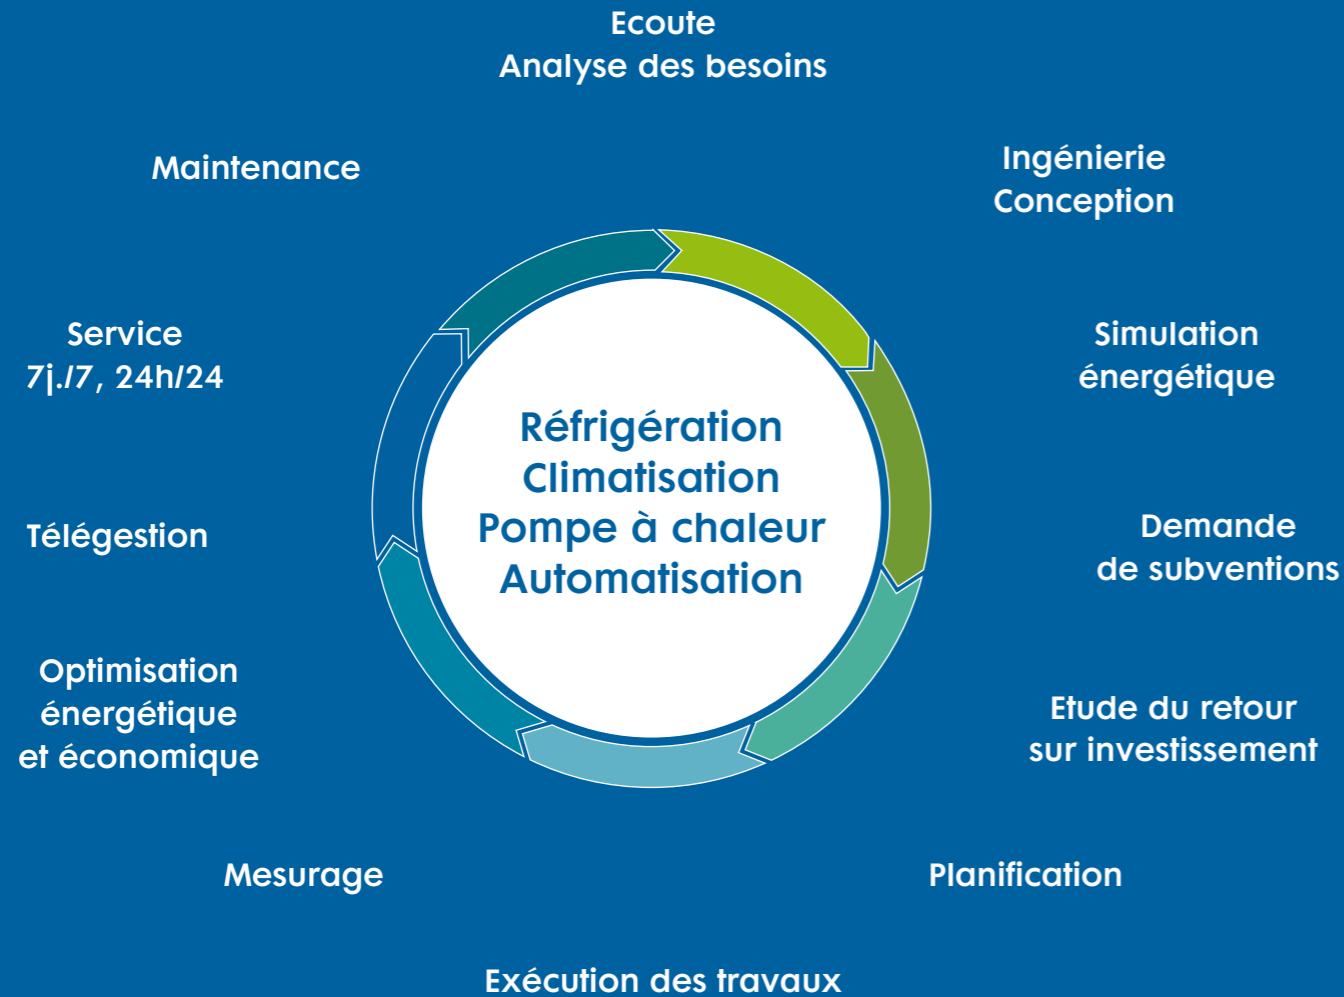 Ecoute
Analyse des besoins
Maintenance
Ingénierie
Conception
Service
7j./7, 24h/24
Simulation
énergétique
Réfrigération
Climatisation
Pompe à chaleur
Automatisation
Télégestion
Demande
de subventions
Optimisation
énergétique
et économique
Etude du retour
sur investissement
Mesurage
Planification
Exécution des travaux